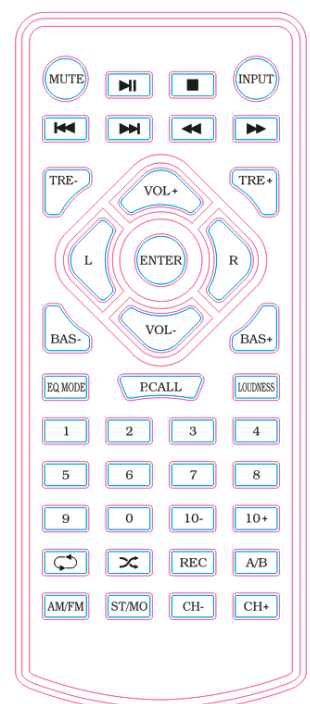 MUTE INPUT
TRE- VOL+ TRE+
L ENTER R
BAS- VOL- BAS+
EQ MODE P.CALL LOUDNESS
1 2 3 4
5 6 7 8
9 0 10- 10+
REC A/B
AM/FM ST/MO CH- CH+